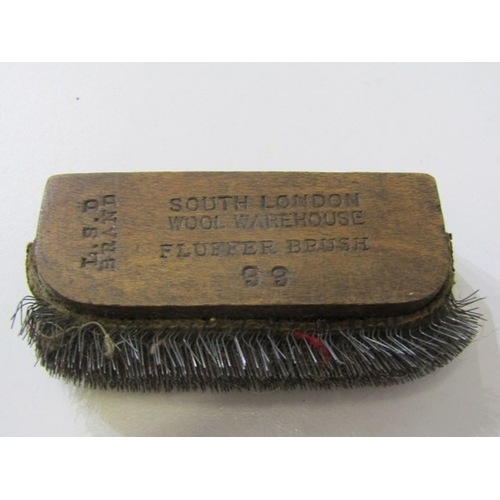 L.S.D
BRAND
SOUTH LONDON
WOOL WAREHOUSE
FLUFFER BRUSH
99